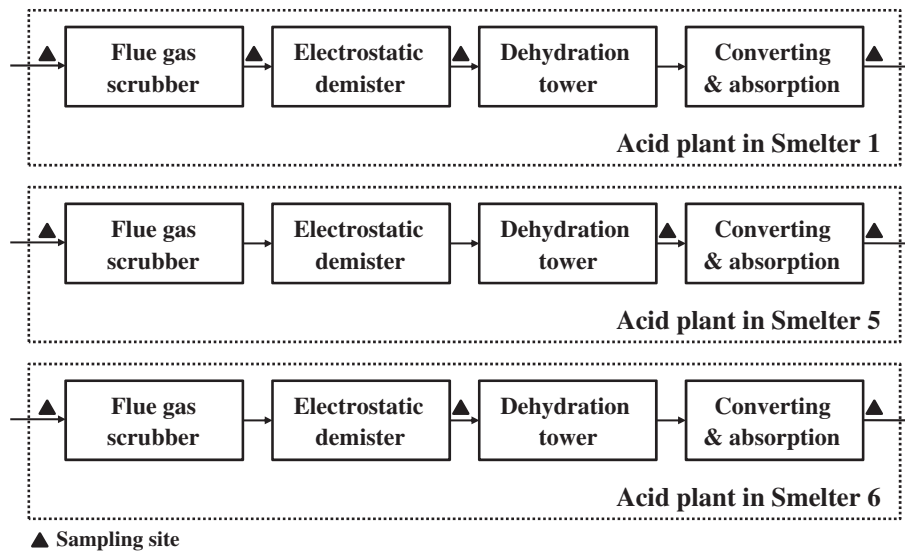 Flue gas scrubber
Electrostatic demister
Dehydration tower
Converting & absorption
Acid plant in Smelter 1
Flue gas scrubber
Electrostatic demister
Dehydration tower
Converting & absorption
Acid plant in Smelter 5
Flue gas scrubber
Electrostatic demister
Dehydration tower
Converting & absorption
Acid plant in Smelter 6
▲ Sampling site